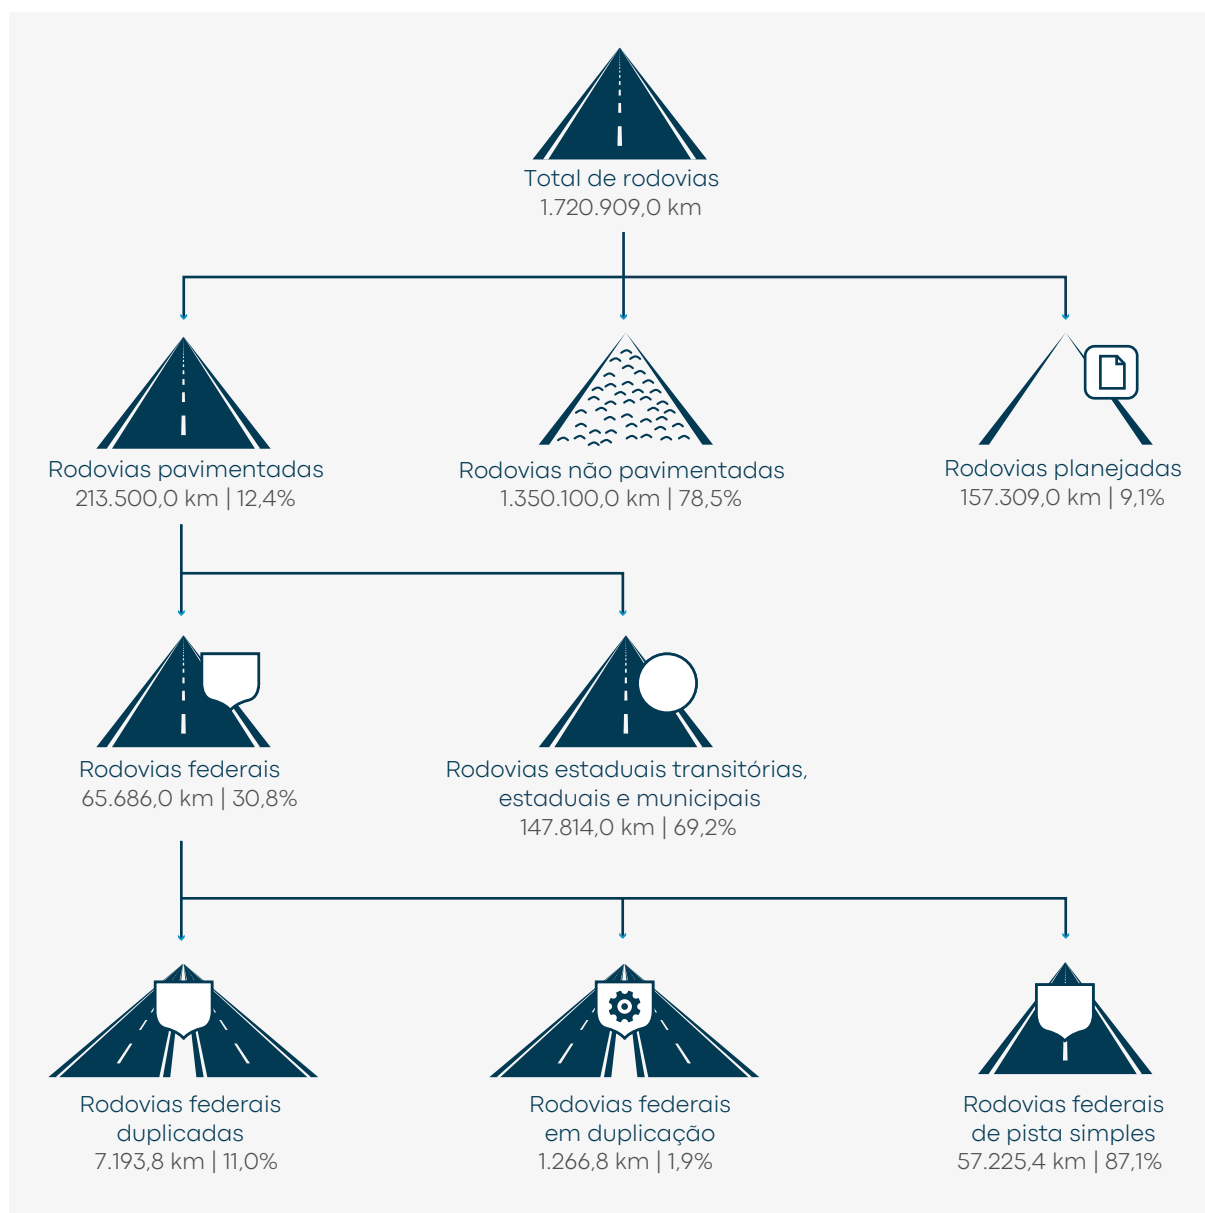 Total de rodovias
1.720.909,0 km
Rodovias pavimentadas
213.500,0 km | 12,4%
Rodovias não pavimentadas
1.350.100,0 km | 78,5%
Rodovias planejadas
157.309,0 km | 9,1%
Rodovias federais
65.686,0 km | 30,8%
Rodovias estaduais transitórias,
estaduais e municipais
147.814,0 km | 69,2%
Rodovias federais
duplicadas
7.193,8 km | 11,0%
Rodovias federais
em duplicação
1.266,8 km | 1,9%
Rodovias federais
de pista simples
57.225,4 km | 87,1%